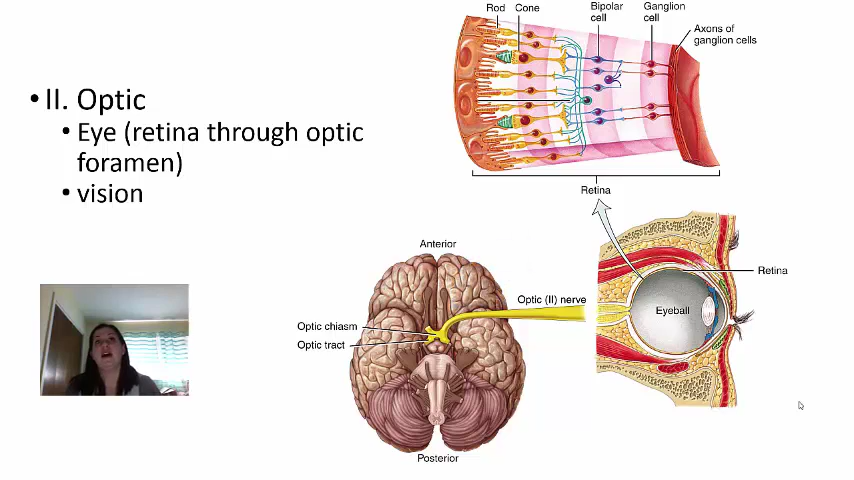 • II. Optic
• Eye (retina through optic
foramen)
• vision
Rod
Cone
Bipolar
cell
Ganglion
cell
Axons of
ganglion cells
Retina
Retina
Eyeball
Anterior
Optic (II) nerve
Optic chiasm
Optic tract
Posterior